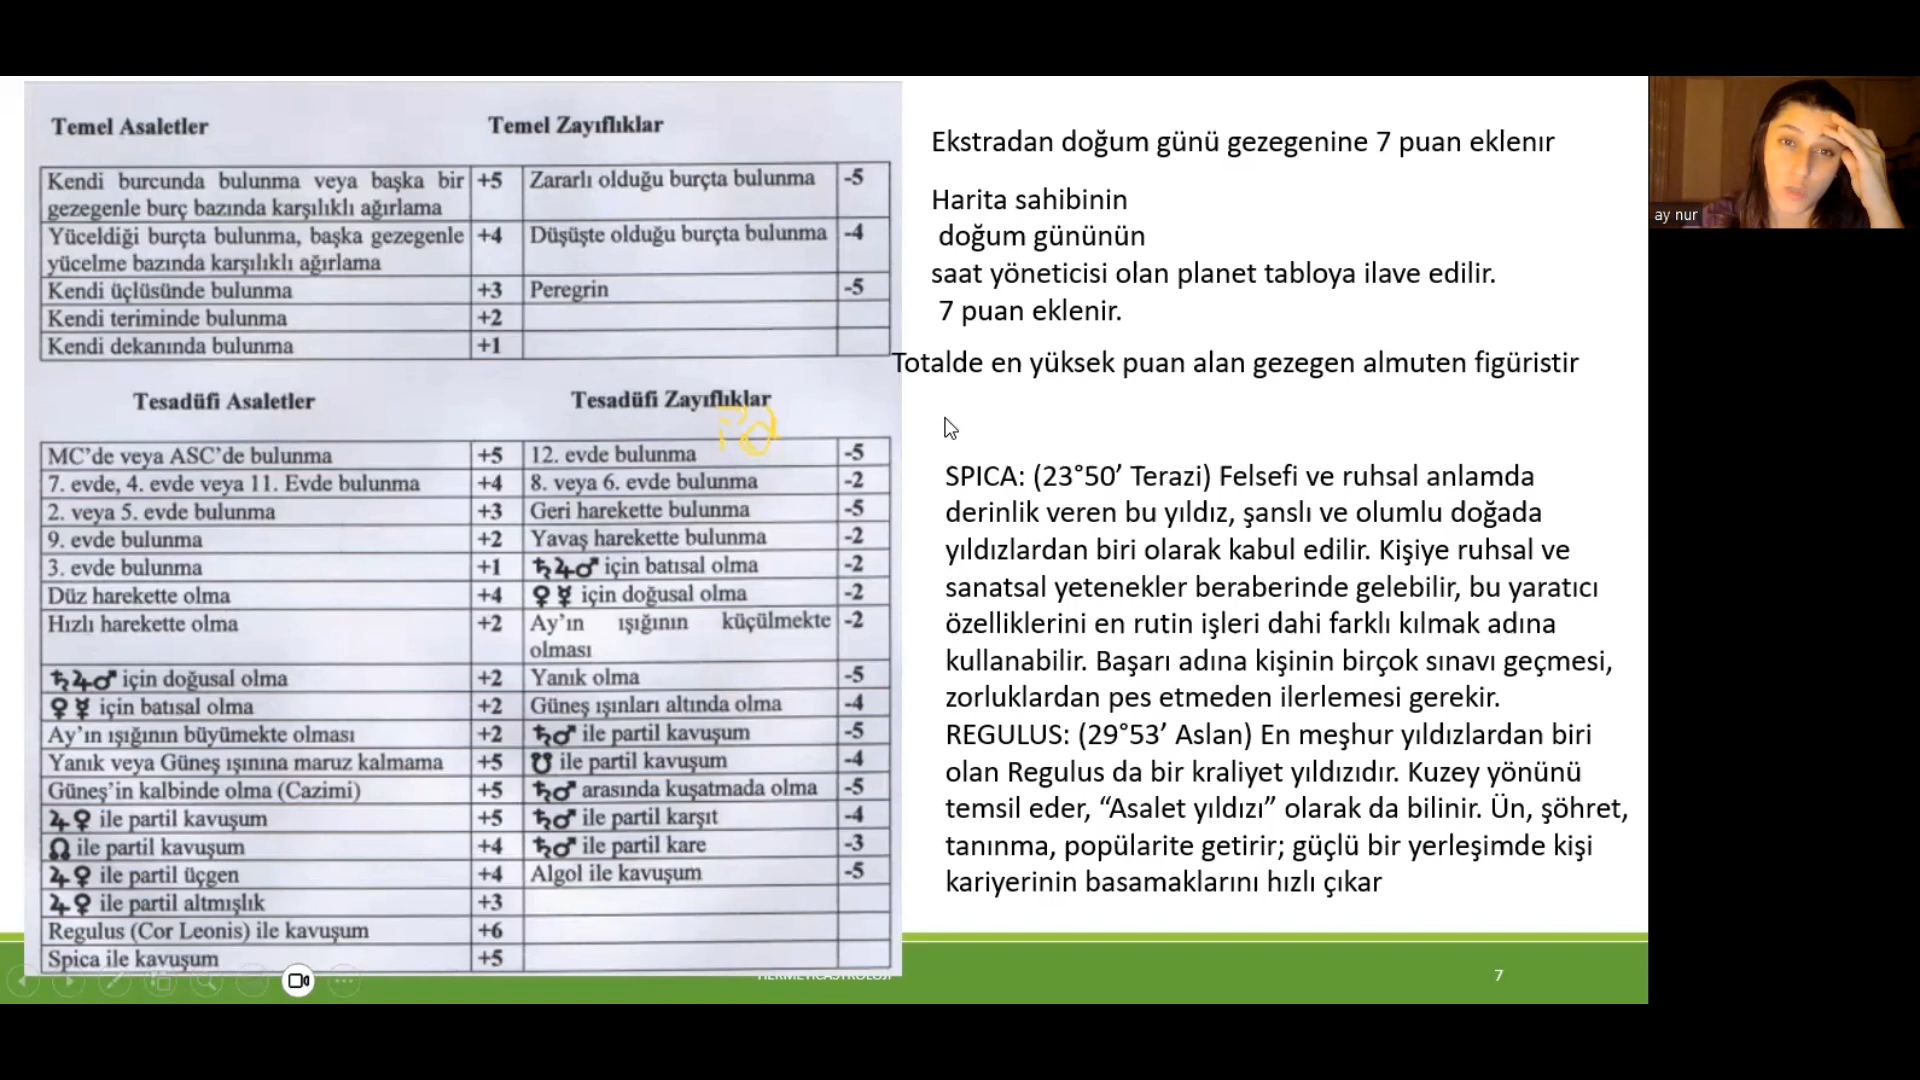 Temel Asaletler Temel Zayıflıklar
Kendi burcunda bulunma veya başka bir +5 Zararlı olduğu burçta bulunma -5
gezegenle burç bazında karşılıklı ağırlama
Yüceldiği burçta bulunma, başka gezegenle +4 Düşüşte olduğu burçta bulunma -4
yücelme bazında karşılıklı ağırlama
Kendi üçlüsünde bulunma +3 Peregrin -5
Kendi teriminde bulunma +2
Kendi dekanında bulunma +1
Tesadüfi Asaletler Tesadüfi Zayıflıklar
MC’de veya ASC’de bulunma +5 12. evde bulunma -5
7. evde, 4. evde veya 11. Evde bulunma +4 8. veya 6. evde bulunma -2
2. veya 5. evde bulunma +3 Geri harekette bulunma -5
9. evde bulunma +2 Yavaş harekette bulunma -2
3. evde bulunma +1 ♄♃♂ için batısal olma -2
Düz harekette olma +4 ♀☿ için doğusal olma -2
Hızlı harekette olma +2 Ay’ın ışığının küçülmekte -2
olması
♄♃♂ için doğusal olma +2 Yanık olma -5
♀☿ için batısal olma +2 Güneş ışınları altında olma -4
Ay’ın ışığının büyümekte olması +2 ♄♂ ile partil kavuşum -5
Yanık veya Güneş ışınına maruz kalmama +5 ☋ ile partil kavuşum -4
Güneş’in kalbinde olma (Cazimi) +5 ♄♂ arasında kuşatmada olma -5
♃♀ ile partil kavuşum +5 ♄♂ ile partil karşıt -4
☊ ile partil kavuşum +4 ♄♂ ile partil kare -3
♃♀ ile partil üçgen +4 Algol ile kavuşum -5
♃♀ ile partil altmışlık +3
Regulus (Cor Leonis) ile kavuşum +6
Spica ile kavuşum +5
Ekstradan doğum günü gezegenine 7 puan eklenır
Harita sahibinin
doğum gününün
saat yöneticisi olan planet tabloya ilave edilir.
7 puan eklenir.
Totalde en yüksek puan alan gezegen almuten figüristir
SPICA: (23°50’ Terazi) Felsefi ve ruhsal anlamda
derinlik veren bu yıldız, şanslı ve olumlu doğada
yıldızlardan biri olarak kabul edilir. Kişiye ruhsal ve
sanatsal yetenekler beraberinde gelebilir, bu yaratıcı
özelliklerini en rutin işleri dahi farklı kılmak adına
kullanabilir. Başarı adına kişinin birçok sınavı geçmesi,
zorluklardan pes etmeden ilerlemesi gerekir.
REGULUS: (29°53’ Aslan) En meşhur yıldızlardan biri
olan Regulus da bir kraliyet yıldızıdır. Kuzey yönünü
temsil eder, “Asalet yıldızı” olarak da bilinir. Ün, şöhret,
tanınma, popülarite getirir; güçlü bir yerleşimde kişi
kariyerinin basamaklarını hızlı çıkar
HERMETICASTROLOJI
7
ay nur